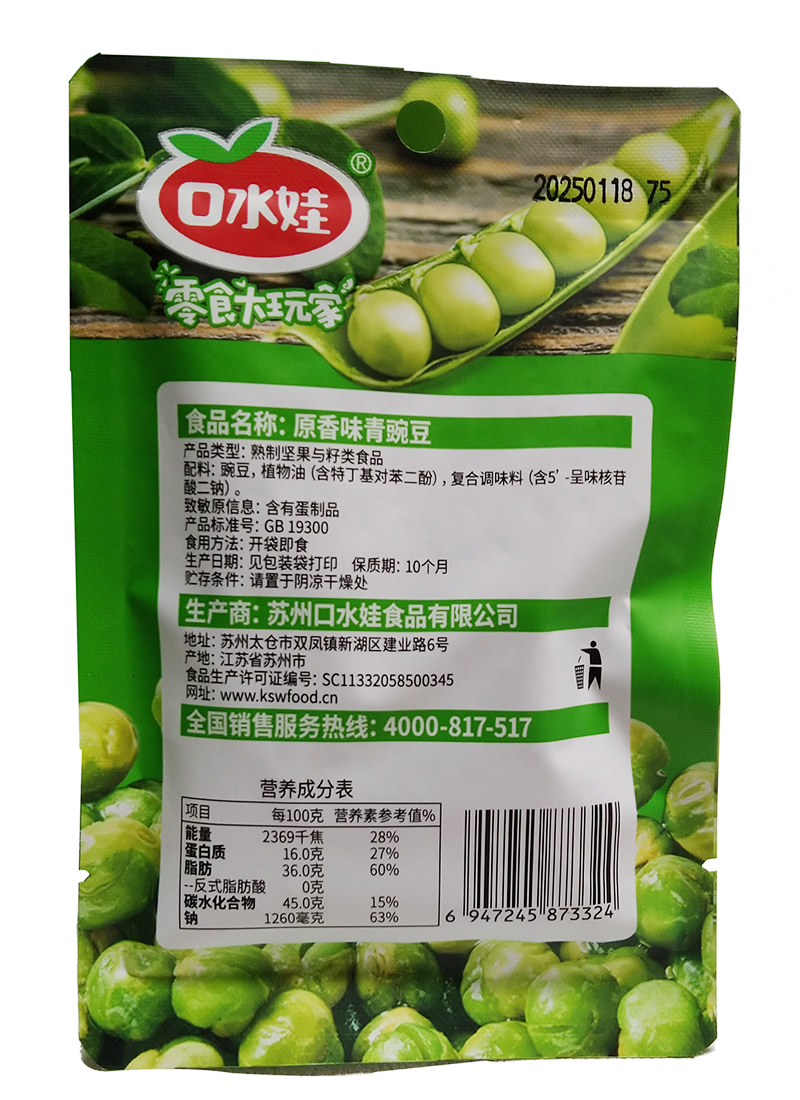 口水娃®
20250118 75
零食大玩家
食品名称：原香味青豌豆
产品类型：熟制坚果与籽类食品
配料：豌豆，植物油（含特丁基对苯二酚），复合调味料（含5’-呈味核苷
酸二钠）。
致敏原信息：含有蛋制品
产品标准号：GB 19300
食用方法：开袋即食
生产日期：见包装袋打印 保质期：10个月
贮存条件：请置于阴凉干燥处
生产商：苏州口水娃食品有限公司
地址：苏州太仓市双凤镇新湖区建业路6号
产地：江苏省苏州市
食品生产许可证编号：SC11332058500345
网址：www.kswfood.cn
全国销售服务热线：4000-817-517
营养成分表
项目 每100克 营养素参考值%
能量 2369千焦 28%
蛋白质 16.0克 27%
脂肪 36.0克 60%
--反式脂肪酸 0克
碳水化合物 45.0克 15%
钠 1260毫克 63%
6 947245 873324